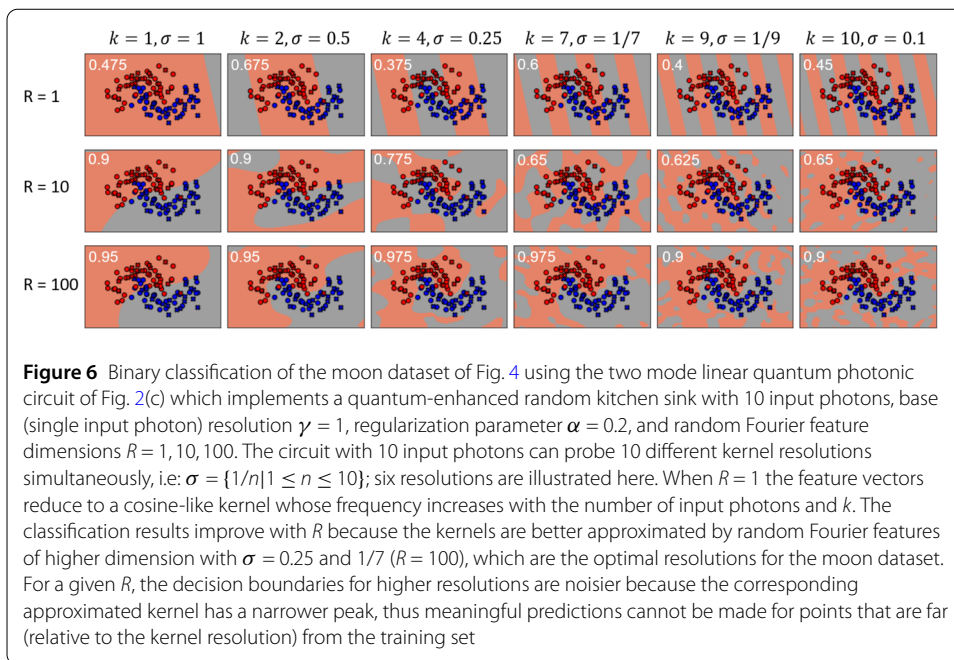 k = 1, σ = 1 k = 2, σ = 0.5 k = 4, σ = 0.25 k = 7, σ = 1/7 k = 9, σ = 1/9 k = 10, σ = 0.1
R = 1 0.475 0.675 0.375 0.6 0.4 0.45
R = 10 0.9 0.9 0.775 0.65 0.625 0.65
R = 100 0.95 0.95 0.975 0.975 0.9 0.9
Figure 6 Binary classification of the moon dataset of Fig. 4 using the two mode linear quantum photonic
circuit of Fig. 2(c) which implements a quantum-enhanced random kitchen sink with 10 input photons, base
(single input photon) resolution γ = 1, regularization parameter α = 0.2, and random Fourier feature
dimensions R = 1, 10, 100. The circuit with 10 input photons can probe 10 different kernel resolutions
simultaneously, i.e: σ = {1/n|1 ≤ n ≤ 10}; six resolutions are illustrated here. When R = 1 the feature vectors
reduce to a cosine-like kernel whose frequency increases with the number of input photons and k. The
classification results improve with R because the kernels are better approximated by random Fourier features
of higher dimension with σ = 0.25 and 1/7 (R = 100), which are the optimal resolutions for the moon dataset.
For a given R, the decision boundaries for higher resolutions are noisier because the corresponding
approximated kernel has a narrower peak, thus meaningful predictions cannot be made for points that are far
(relative to the kernel resolution) from the training set